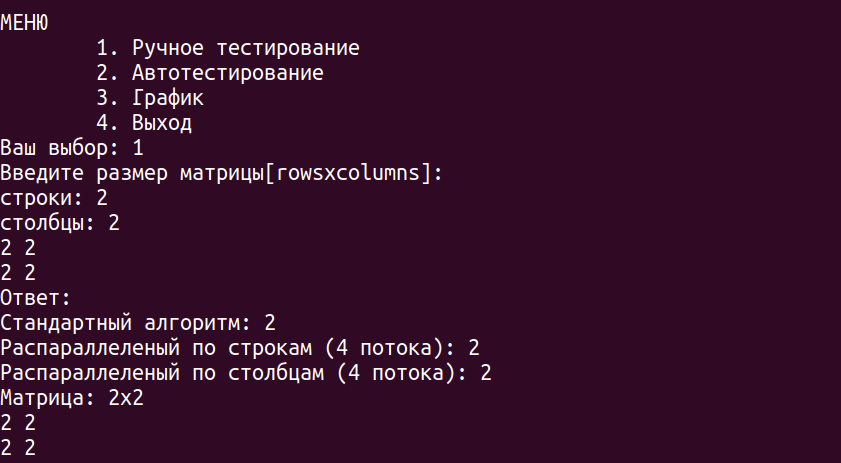 МЕНЮ
1. Ручное тестирование
2. Автотестирование
3. График
4. Выход
Ваш выбор: 1
Введите размер матрицы[rowsxcolumns]:
строки: 2
столбцы: 2
2 2
2 2
Ответ:
Стандартный алгоритм: 2
Распараллеленый по строкам (4 потока): 2
Распараллеленый по столбцам (4 потока): 2
Матрица: 2x2
2 2
2 2